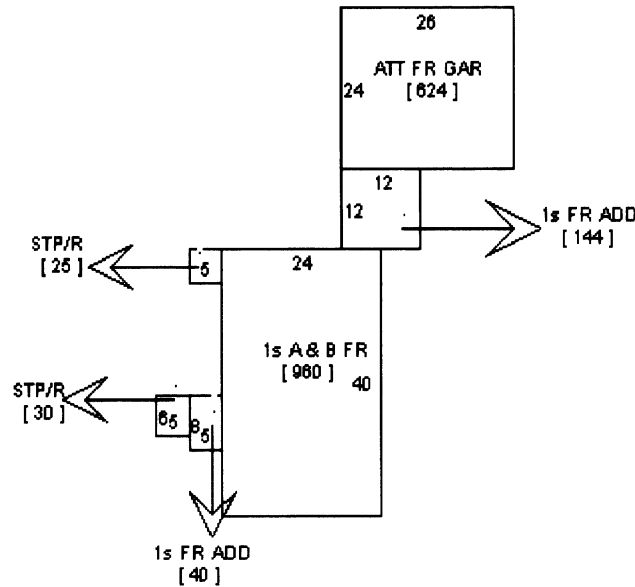 26
ATT FR GAR
24
[ 624 ]
12
12
1s FR ADD
[ 144 ]
STP/R
[ 25 ]
5
24
1s A & B FR
[ 960 ]
40
STP/R
[ 30 ]
6 5
8 5
1s FR ADD
[ 40 ]